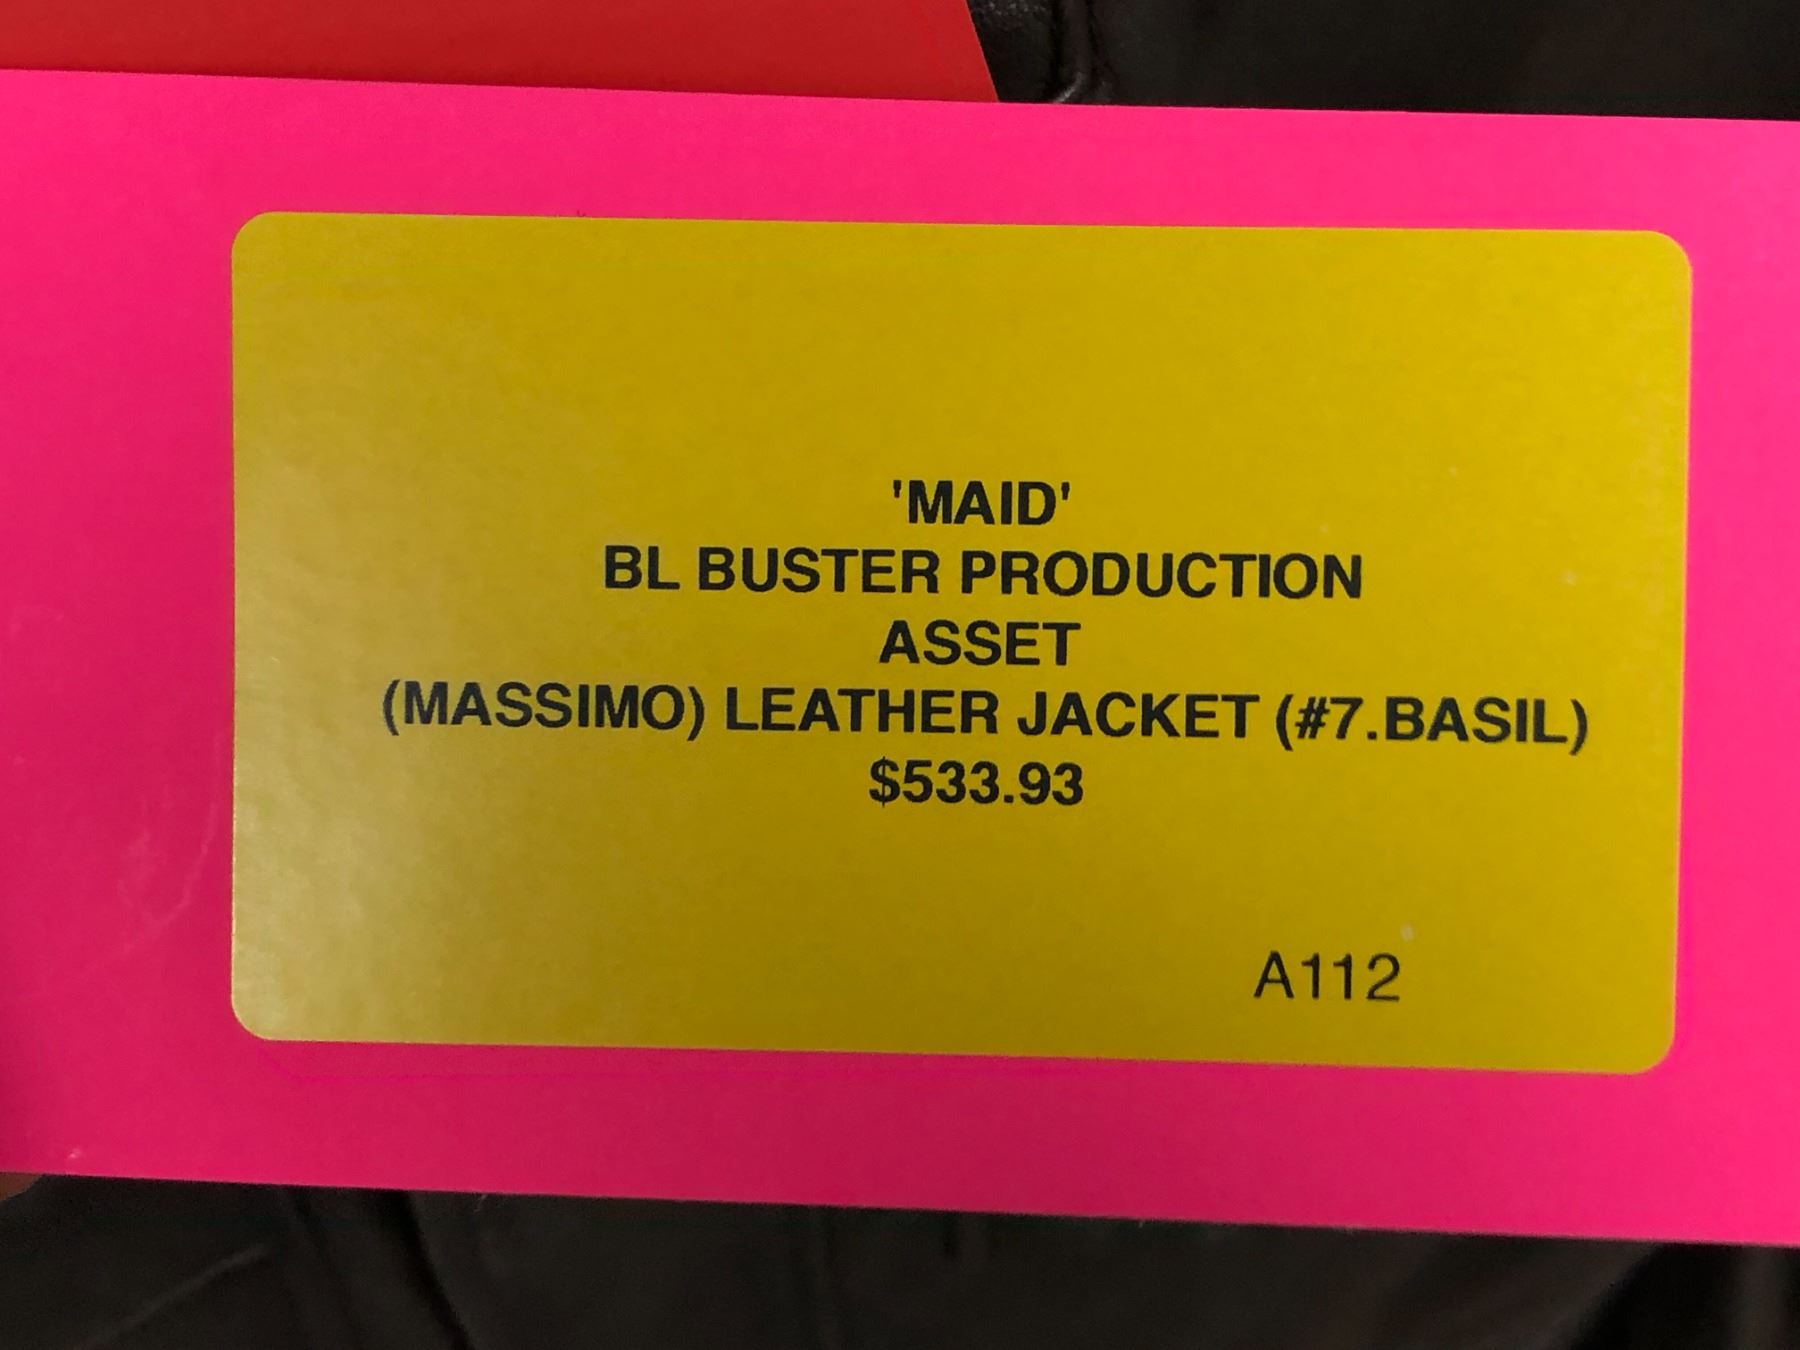 'MAID'
BL BUSTER PRODUCTION
ASSET
(MASSIMO) LEATHER JACKET (#7.BASIL)
$533.93
A112